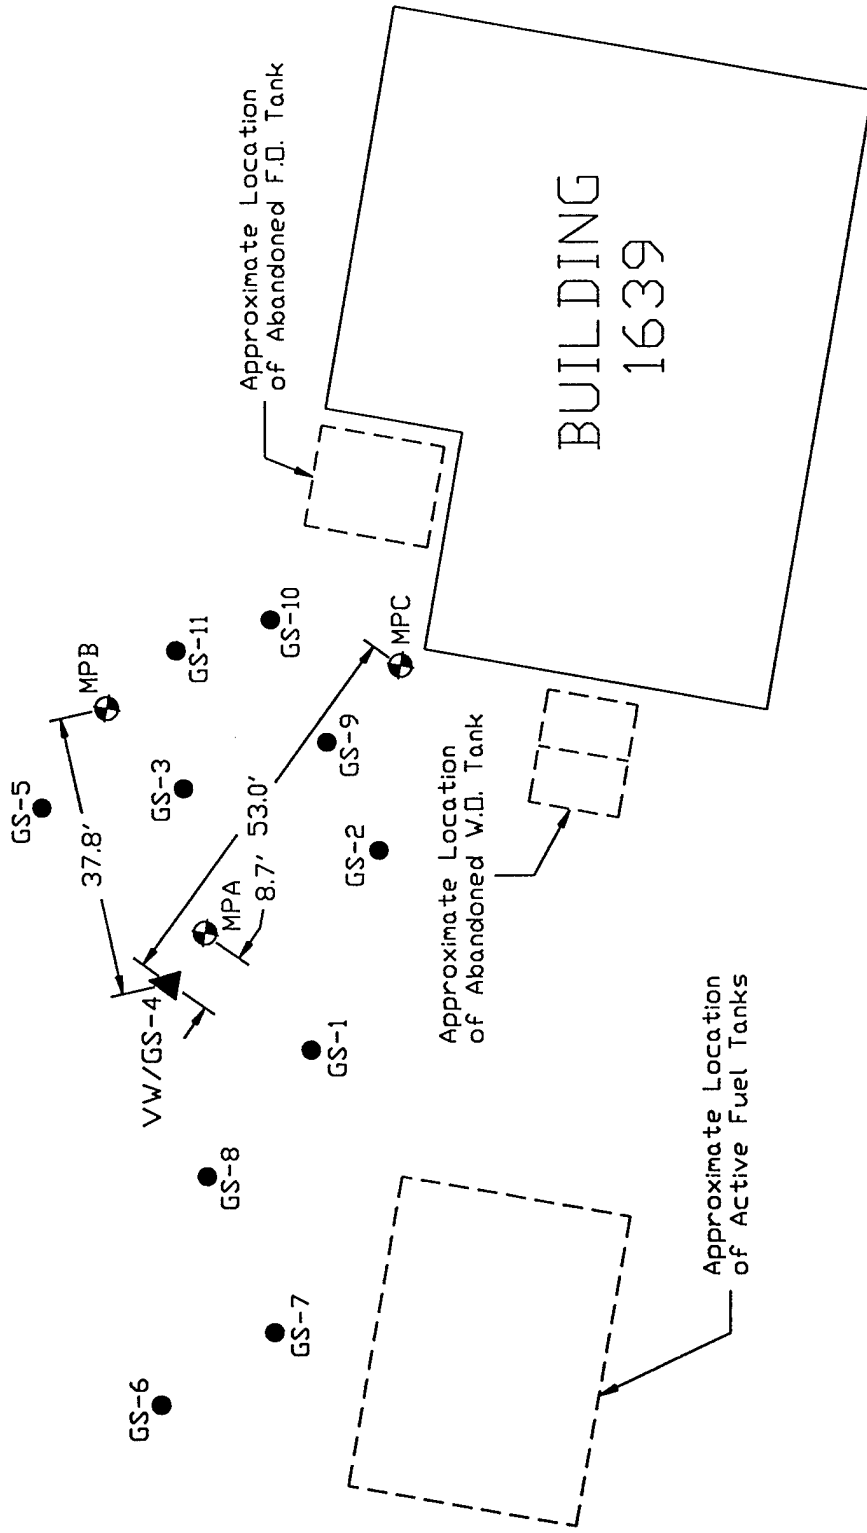 GS-5
MPB
37.8'
GS-11
GS-3
GS-10
Approximate Location
of Abandoned F.O. Tank
VW/GS-4
MPA
8.7'
53.0'
GS-9
MPC
GS-2
GS-1
GS-8
GS-6
GS-7
Approximate Location
of Abandoned W.O. Tank
BUILDING
1639
Approximate Location
of Active Fuel Tanks